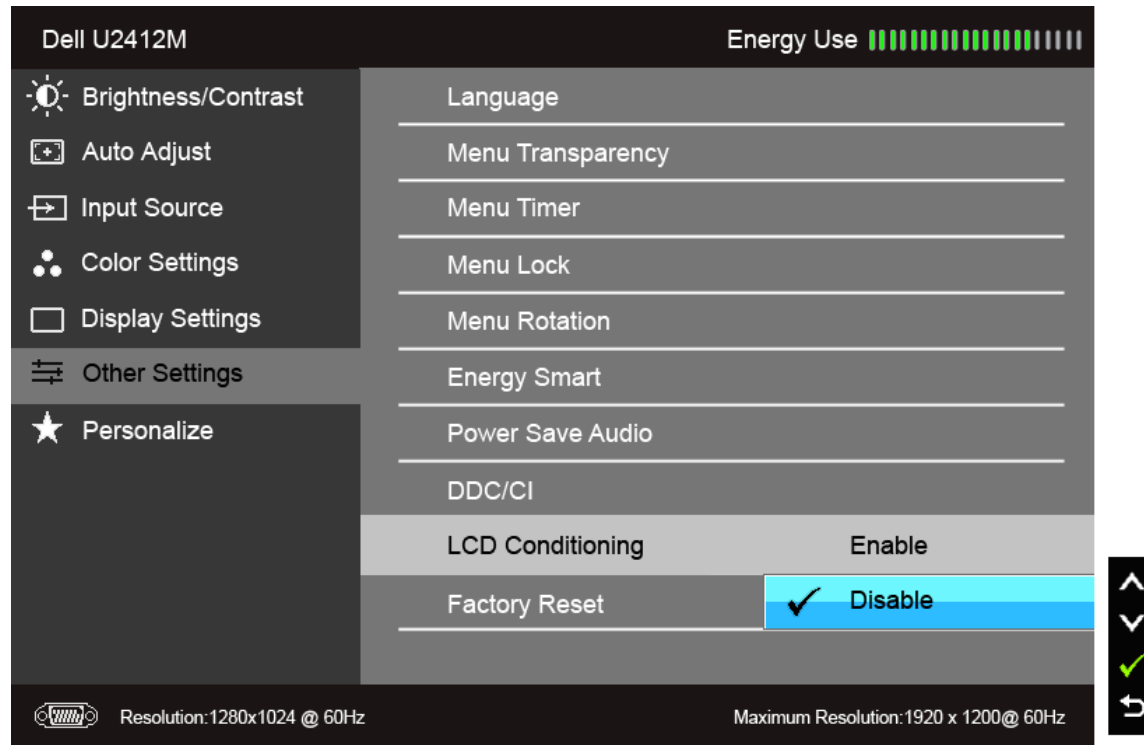 Dell U2412M
Energy Use
Brightness/Contrast
Auto Adjust
Input Source
Color Settings
Display Settings
Other Settings
Personalize
Language
Menu Transparency
Menu Timer
Menu Lock
Menu Rotation
Energy Smart
Power Save Audio
DDC/CI
LCD Conditioning
Enable
Factory Reset
Disable
Resolution:1280x1024 @ 60Hz
Maximum Resolution:1920 x 1200@ 60Hz